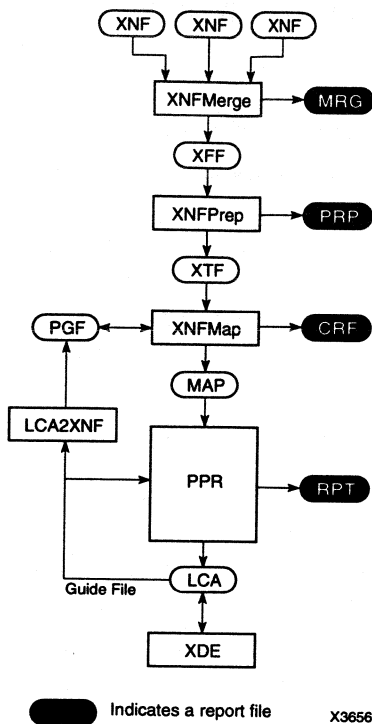 XNF XNF XNF
XNFMerge MRG
XFF
XNFPrep PRP
XTF
PGF XNFMap CRF
MAP
LCA2XNF
PPR RPT
Guide File LCA
XDE
Indicates a report file X3656